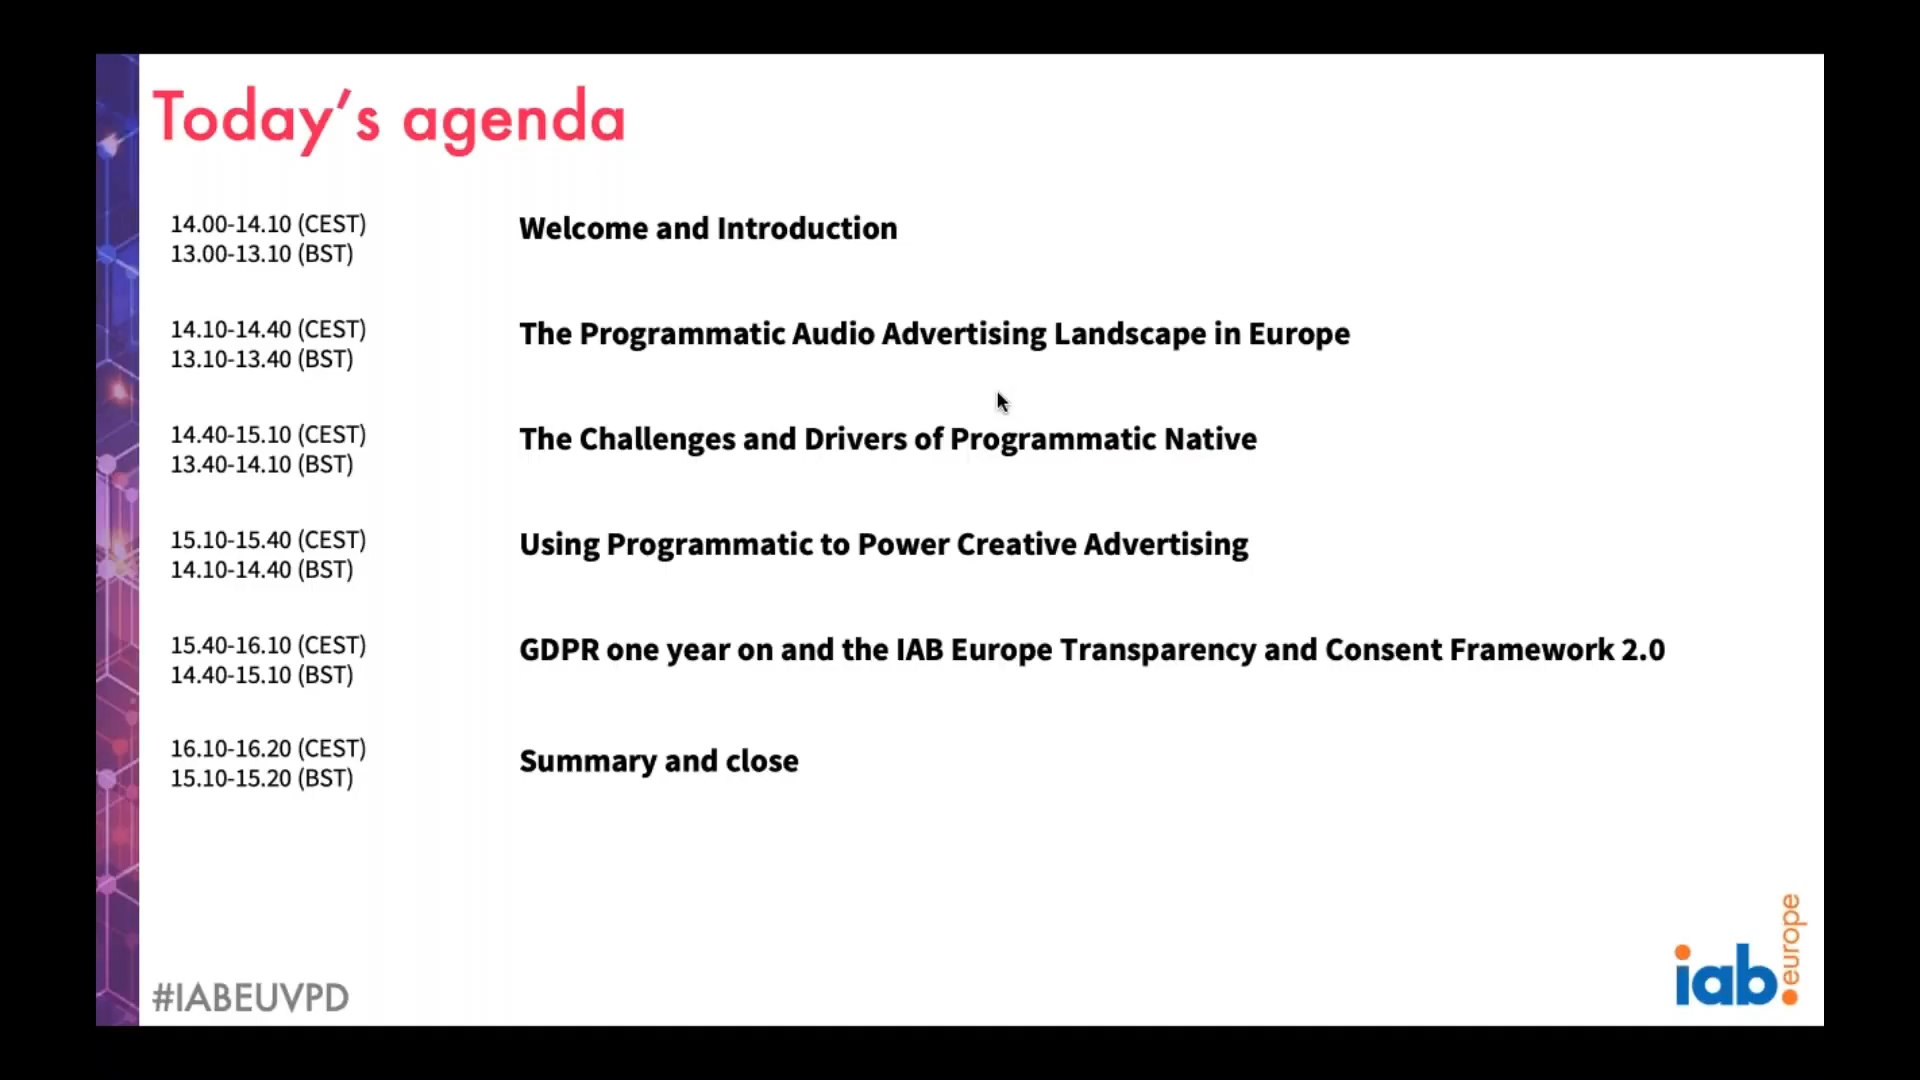 Today's agenda
14.00-14.10 (CEST)
13.00-13.10 (BST)
Welcome and Introduction
14.10-14.40 (CEST)
13.10-13.40 (BST)
The Programmatic Audio Advertising Landscape in Europe
14.40-15.10 (CEST)
13.40-14.10 (BST)
The Challenges and Drivers of Programmatic Native
15.10-15.40 (CEST)
14.10-14.40 (BST)
Using Programmatic to Power Creative Advertising
15.40-16.10 (CEST)
14.40-15.10 (BST)
GDPR one year on and the IAB Europe Transparency and Consent Framework 2.0
16.10-16.20 (CEST)
15.10-15.20 (BST)
Summary and close
#IABEUVPD
iab.
europe